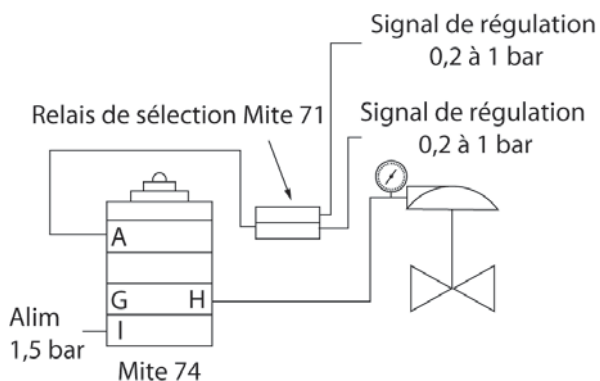 Signal de régulation
0,2 à 1 bar
Relais de sélection Mite 71
Signal de régulation
0,2 à 1 bar
A
G H
Alim
1,5 bar
I
Mite 74